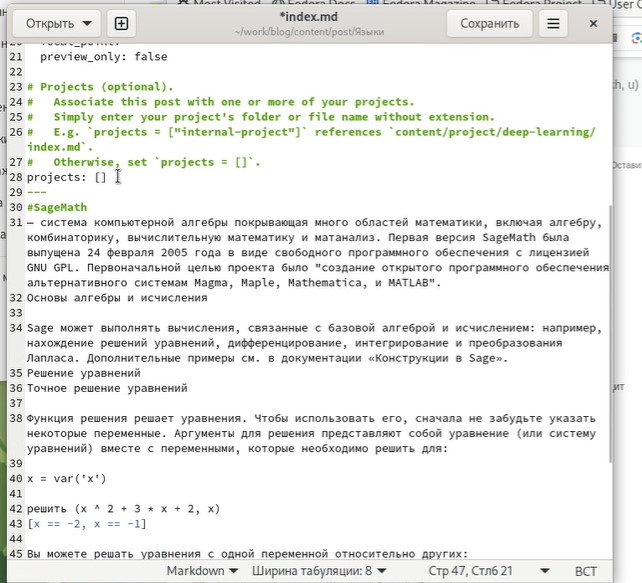 Most Visited Fedora Docs Fedora Magazine Fedora Project User C
Открыть
*index.md
~/work/blog/content/post/Языки
Сохранить
21 preview_only: false
22
23 # Projects (optional).
24 #   Associate this post with one or more of your projects.
25 #   Simply enter your project's folder or file name without extension.
26 #   E.g. `projects = ["internal-project"]` references `content/project/deep-learning/
index.md`.
27 #   Otherwise, set `projects = []`.
28 projects: []
29 ---
30 #SageMath
31 — система компьютерной алгебры покрывающая много областей математики, включая алгебру,
комбинаторику, вычислительную математику и матанализ. Первая версия SageMath была
выпущена 24 февраля 2005 года в виде свободного программного обеспечения с лицензией
GNU GPL. Первоначальной целью проекта было "создание открытого программного обеспечения
альтернативного системам Magma, Maple, Mathematica, и MATLAB".
32 Основы алгебры и исчисления
33
34 Sage может выполнять вычисления, связанные с базовой алгеброй и исчислением: например,
нахождение решений уравнений, дифференцирование, интегрирование и преобразования
Лапласа. Дополнительные примеры см. в документации «Конструкции в Sage».
35 Решение уравнений
36 Точное решение уравнений
37
38 Функция решения решает уравнения. Чтобы использовать его, сначала не забудьте указать
некоторые переменные. Аргументы для решения представляют собой уравнение (или систему
уравнений) вместе с переменными, которые необходимо решить для:
39
40 x = var('x')
41
42 решить (x ^ 2 + 3 * x + 2, x)
43 [x == -2, x == -1]
44
45 Вы можете решать уравнения с одной переменной относительно других:
Markdown Ширина табуляции: 8 Стр 47, Стлб 21 ВСТ